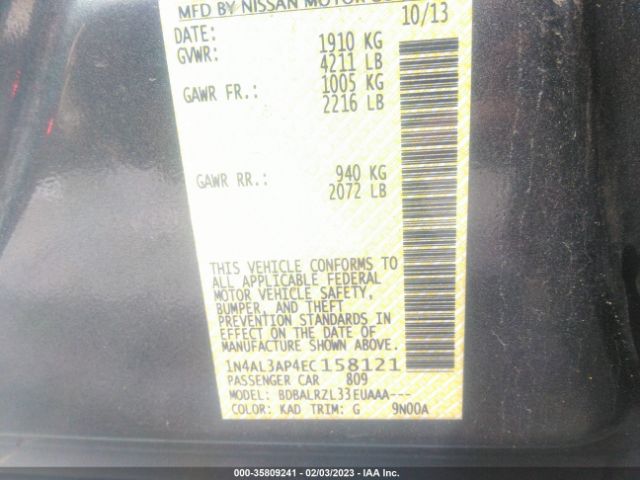 MFD BY NISSAN MOTOR
DATE: 10/13
GVWR: 1910 KG
4211 LB
GAWR FR.: 1005 KG
2216 LB
GAWR RR.: 940 KG
2072 LB
THIS VEHICLE CONFORMS TO
ALL APPLICABLE FEDERAL
MOTOR VEHICLE SAFETY,
BUMPER, AND THEFT
PREVENTION STANDARDS IN
EFFECT ON THE DATE OF
MANUFACTURE SHOWN ABOVE.
1N4AL3AP4EC158121
PASSENGER CAR 809
MODEL: BDBALRZL33EUAAA---
COLOR: KAD TRIM: G 9N00A
000-35809241 - 02/03/2023 - IAA Inc.